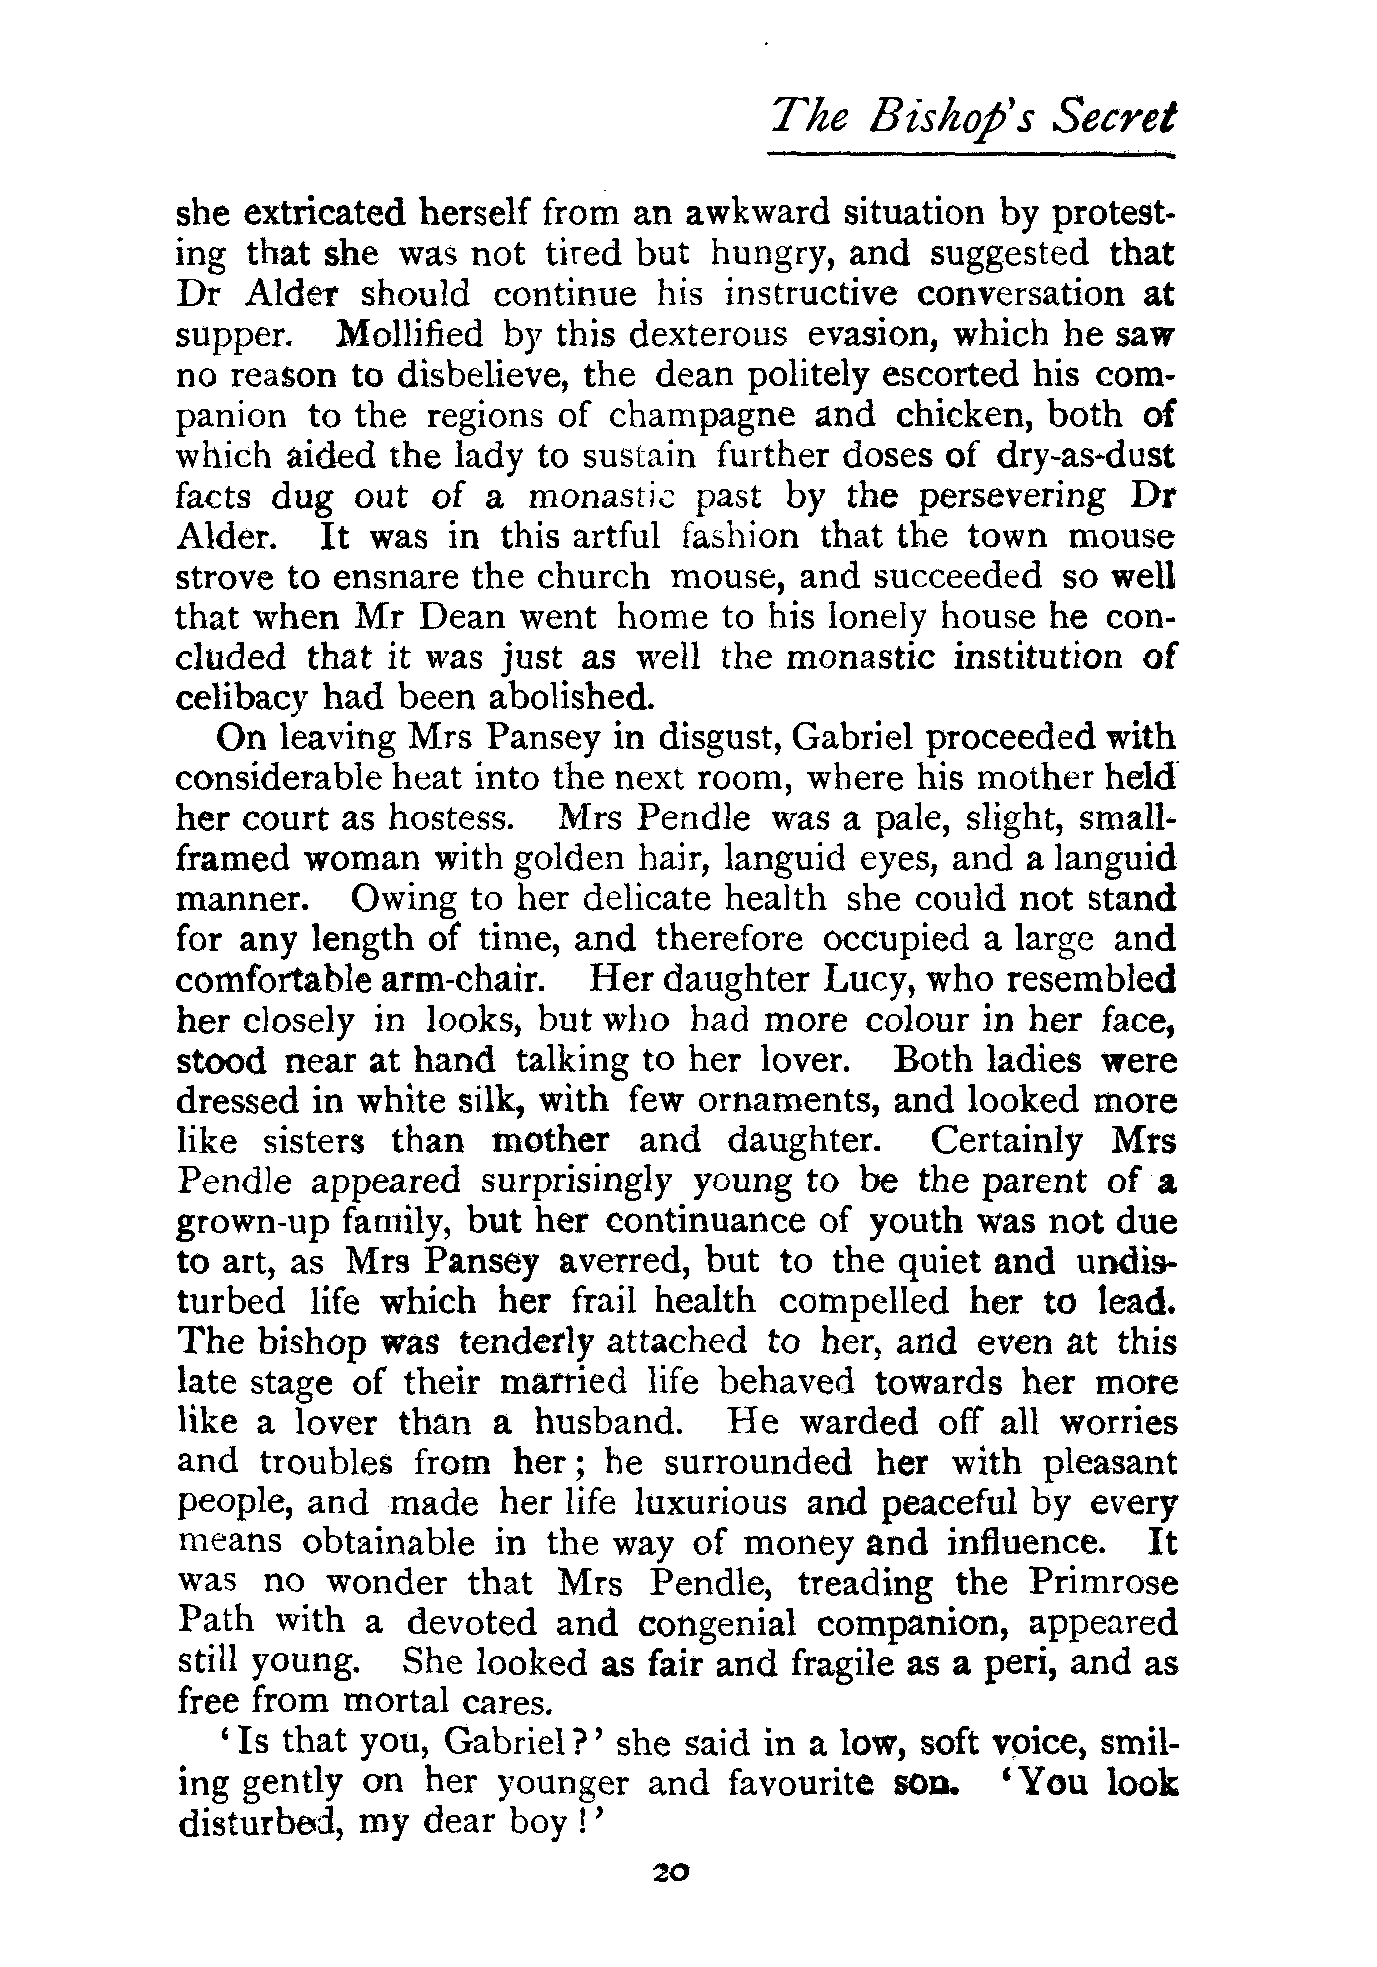 The Bishop's Secret
she extricated herself from an awkward situation by protest-
ing that she was not tired but hungry, and suggested that
Dr Alder should continue his instructive conversation at
supper. Mollified by this dexterous evasion, which he saw
no reason to disbelieve, the dean politely escorted his com-
panion to the regions of champagne and chicken, both of
which aided the lady to sustain further doses of dry-as-dust
facts dug out of a monastic past by the persevering Dr
Alder. It was in this artful fashion that the town mouse
strove to ensnare the church mouse, and succeeded so well
that when Mr Dean went home to his lonely house he con-
cluded that it was just as well the monastic institution of
celibacy had been abolished.
On leaving Mrs Pansey in disgust, Gabriel proceeded with
considerable heat into the next room, where his mother held
her court as hostess. Mrs Pendle was a pale, slight, small-
framed woman with golden hair, languid eyes, and a languid
manner. Owing to her delicate health she could not stand
for any length of time, and therefore occupied a large and
comfortable arm-chair. Her daughter Lucy, who resembled
her closely in looks, but who had more colour in her face,
stood near at hand talking to her lover. Both ladies were
dressed in white silk, with few ornaments, and looked more
like sisters than mother and daughter. Certainly Mrs
Pendle appeared surprisingly young to be the parent of a
grown-up family, but her continuance of youth was not due
to art, as Mrs Pansey averred, but to the quiet and undis-
turbed life which her frail health compelled her to lead.
The bishop was tenderly attached to her, and even at this
late stage of their married life behaved towards her more
like a lover than a husband. He warded off all worries
and troubles from her; he surrounded her with pleasant
people, and made her life luxurious and peaceful by every
means obtainable in the way of money and influence. It
was no wonder that Mrs Pendle, treading the Primrose
Path with a devoted and congenial companion, appeared
still young. She looked as fair and fragile as a peri, and as
free from mortal cares.
'Is that you, Gabriel?' she said in a low, soft voice, smil-
ing gently on her younger and favourite son. 'You look
disturbed, my dear boy!'
20